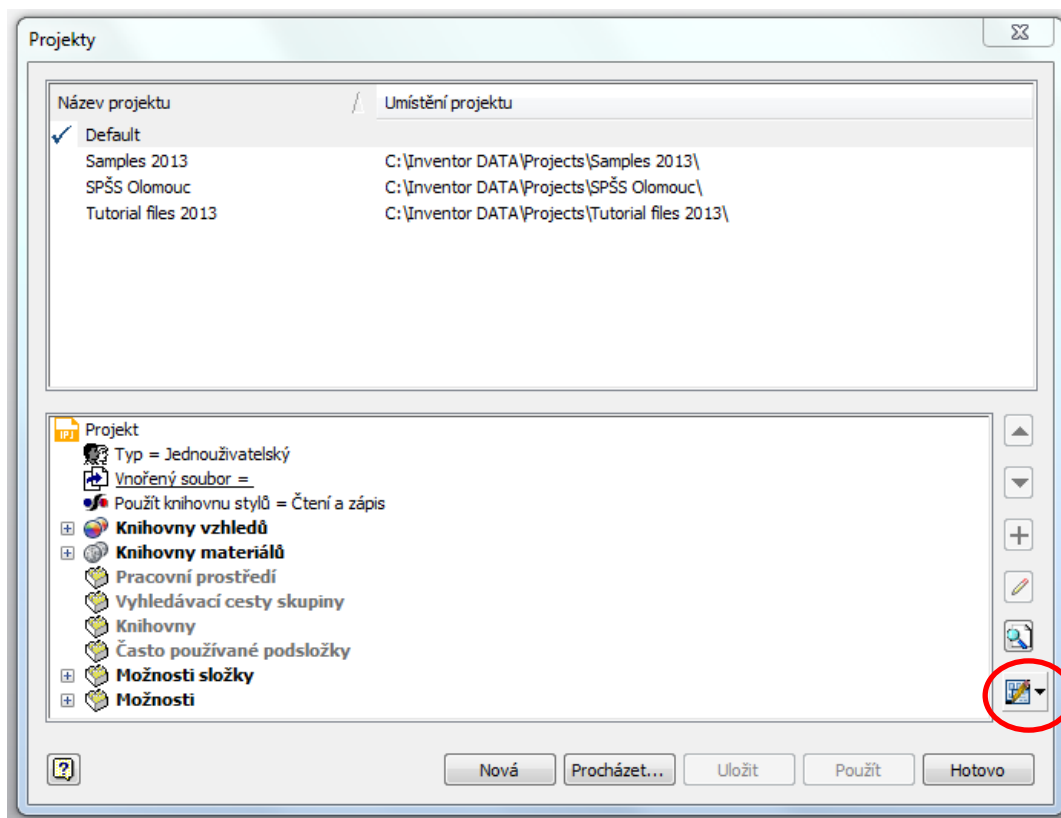 Projekty
Název projektu / Umístění projektu
Default
Samples 2013 C:\Inventor DATA\Projects\Samples 2013\
SPŠS Olomouc C:\Inventor DATA\Projects\SPŠS Olomouc\
Tutorial files 2013 C:\Inventor DATA\Projects\Tutorial files 2013\
IPJ Projekt
Typ = Jednouživatelský
Vnořený soubor =
Použít knihovnu stylů = Čtení a zápis
Knihovny vzhledů
Knihovny materiálů
Pracovní prostředí
Vyhledávací cesty skupiny
Knihovny
Často používané podsložky
Možnosti složky
Možnosti
? Nová Procházet... Uložit Použít Hotovo